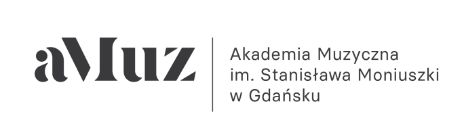 aMuz
Akademia Muzyczna
im. Stanisława Moniuszki
w Gdańsku